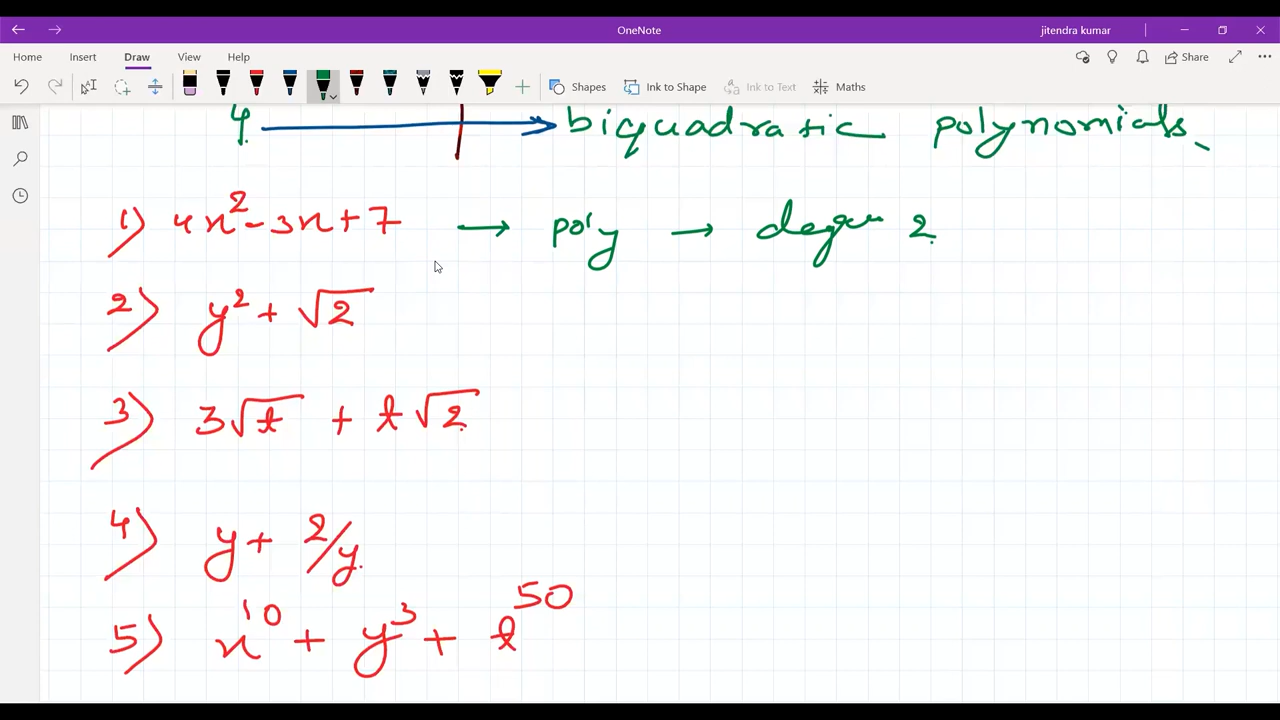 OneNote
jitendra kumar
Home Insert Draw View Help
Share
Shapes Ink to Shape Ink to Text Maths
4 → biquadratic polynomials
1) 4x² - 3x + 7 → poly → degree 2
2) y² + √2
3) 3√t + t√2
4) y + 2/y
5) x¹⁰ + y³ + t⁵⁰